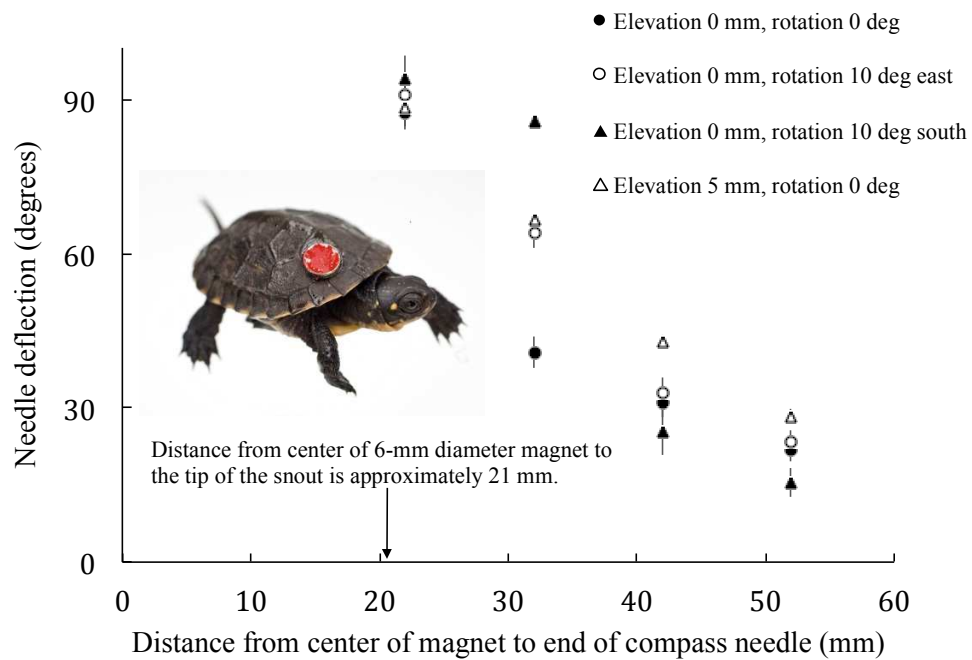 Elevation 0 mm, rotation 0 deg
Elevation 0 mm, rotation 10 deg east
Elevation 0 mm, rotation 10 deg south
Elevation 5 mm, rotation 0 deg
90
60
30
0
Needle deflection (degrees)
Distance from center of 6-mm diameter magnet to
the tip of the snout is approximately 21 mm.
0 10 20 30 40 50 60
Distance from center of magnet to end of compass needle (mm)